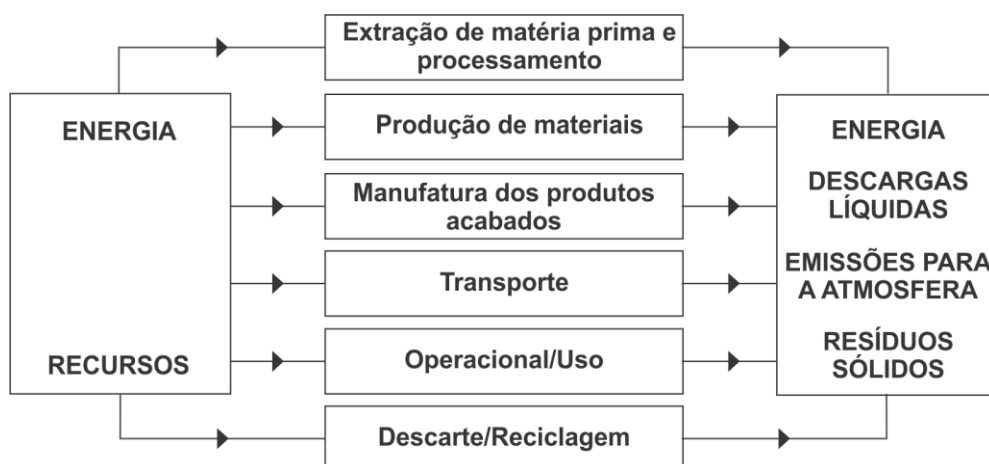 Extração de matéria prima e
processamento
ENERGIA
RECURSOS
Produção de materiais
Manufatura dos produtos
acabados
Transporte
Operacional/Uso
Descarte/Reciclagem
ENERGIA
DESCARGAS
LÍQUIDAS
EMISSÕES PARA
A ATMOSFERA
RESÍDUOS
SÓLIDOS